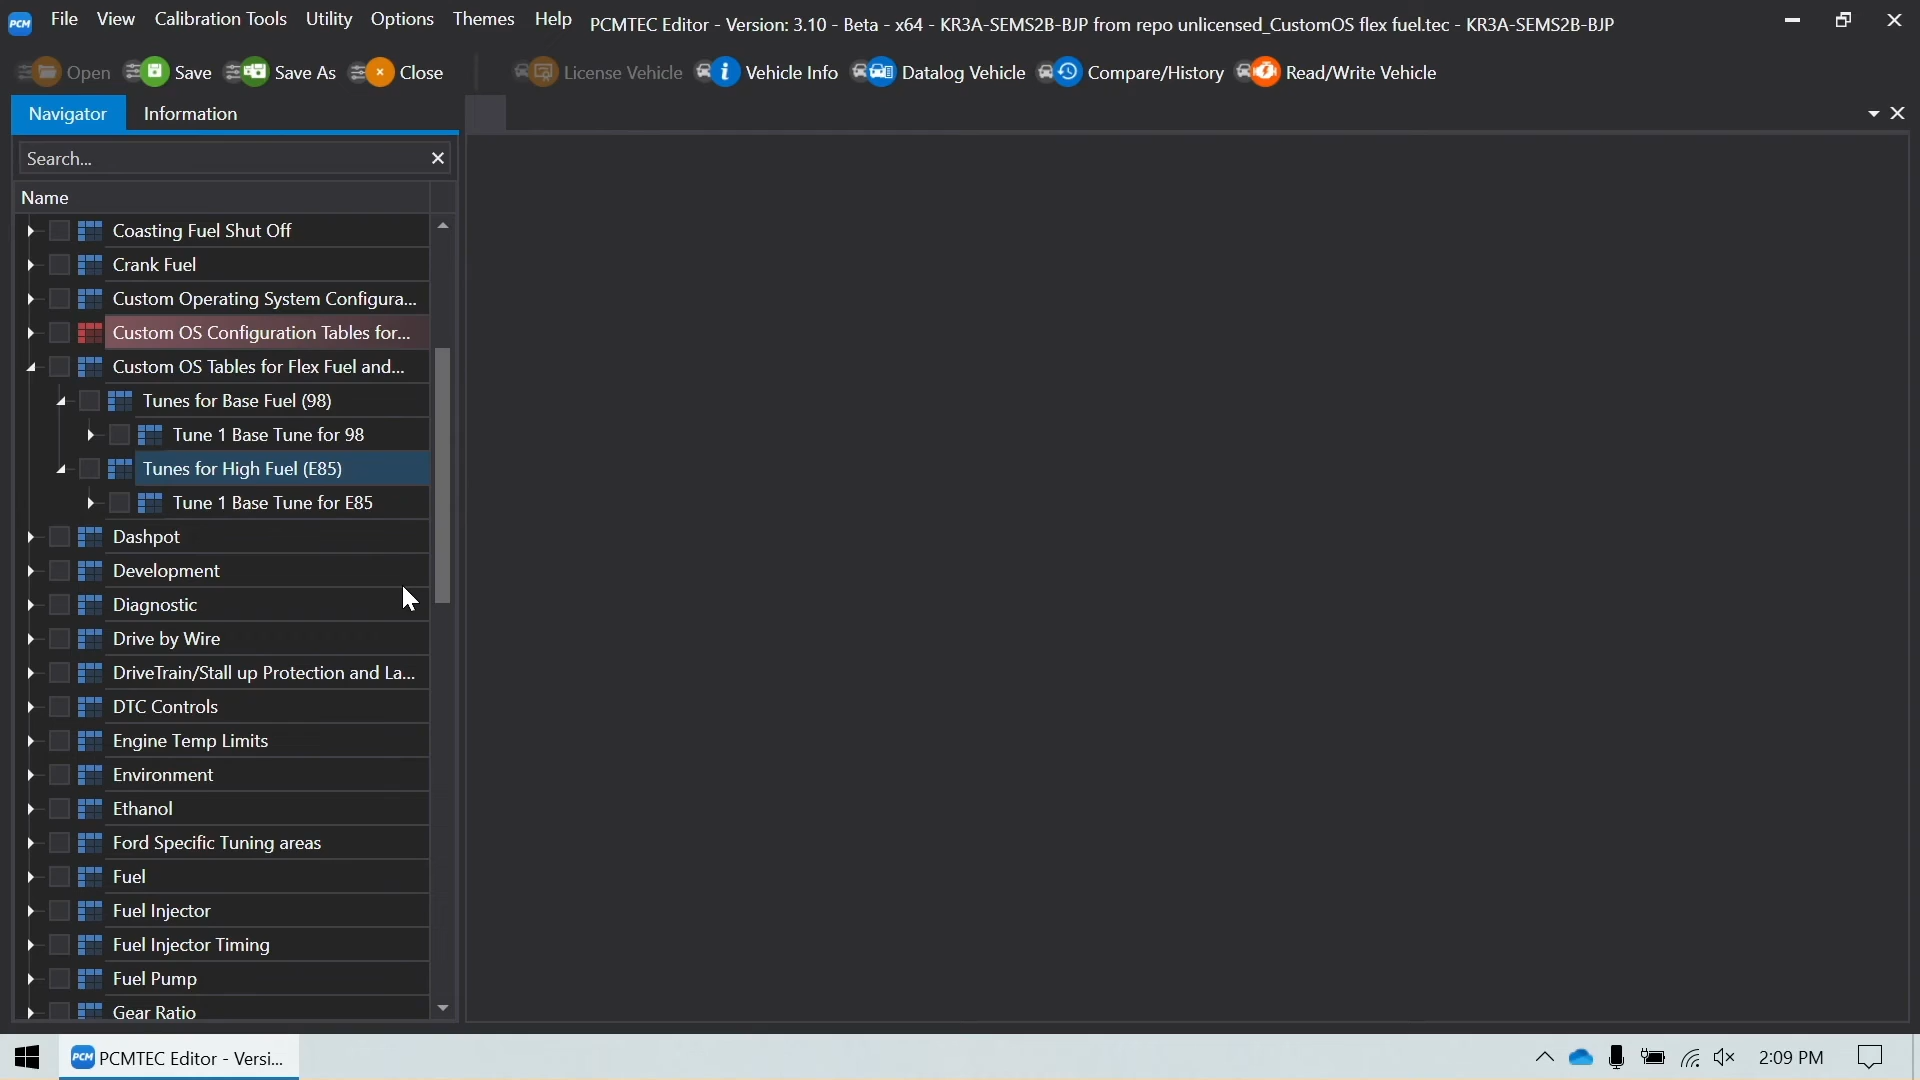 PCM File View Calibration Tools Utility Options Themes Help PCMTEC Editor - Version: 3.10 - Beta - x64 - KR3A-SEMS2B-BJP from repo unlicensed_CustomOS flex fuel.tec - KR3A-SEMS2B-BJP
Open Save Save As Close License Vehicle Vehicle Info Datalog Vehicle Compare/History Read/Write Vehicle
Navigator Information
Search...
Name
Coasting Fuel Shut Off
Crank Fuel
Custom Operating System Configura...
Custom OS Configuration Tables for...
Custom OS Tables for Flex Fuel and...
Tunes for Base Fuel (98)
Tune 1 Base Tune for 98
Tunes for High Fuel (E85)
Tune 1 Base Tune for E85
Dashpot
Development
Diagnostic
Drive by Wire
DriveTrain/Stall up Protection and La...
DTC Controls
Engine Temp Limits
Environment
Ethanol
Ford Specific Tuning areas
Fuel
Fuel Injector
Fuel Injector Timing
Fuel Pump
Gear Ratio
PCM PCMTEC Editor - Versi... 2:09 PM